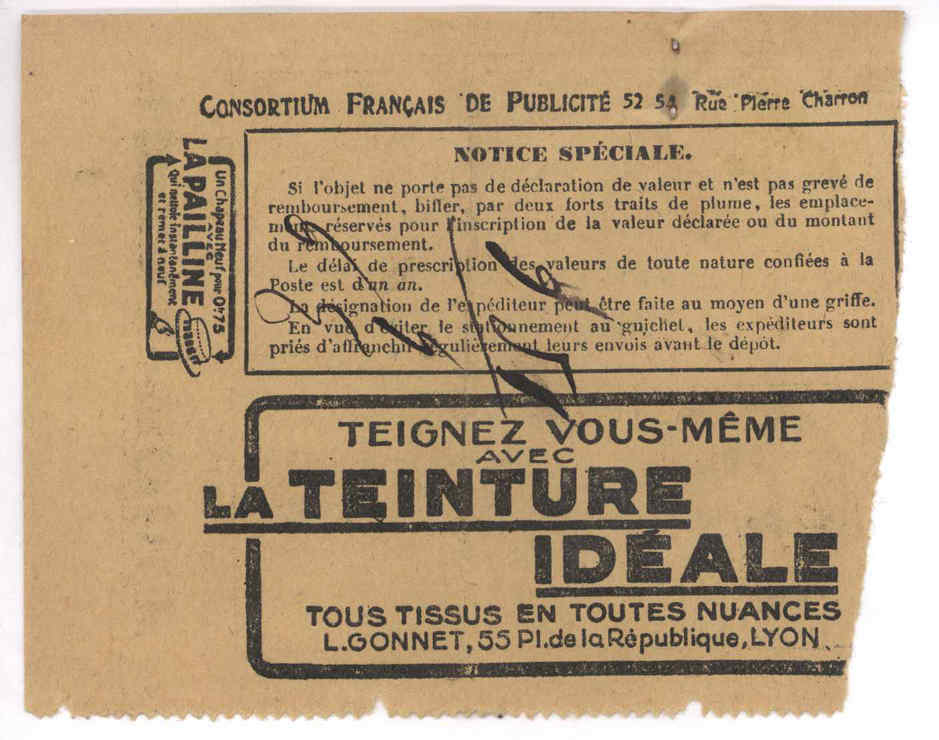 CONSORTIUM FRANÇAIS DE PUBLICITÉ 52 54 Rue Pierre Charron
Un Chapeau Neuf pour 0f75
AVEC
LA PAILLINE
Qui nettoie instantanément
et remet à neuf
NOTICE SPÉCIALE.
Si l'objet ne porte pas de déclaration de valeur et n'est pas grevé de
remboursement, biffer, par deux forts traits de plume, les emplace-
ments réservés pour l'inscription de la valeur déclarée ou du montant
du remboursement.
Le délai de prescription des valeurs de toute nature confiées à la
Poste est d'un an.
La désignation de l'expéditeur peut être faite au moyen d'une griffe.
En vue d'éviter le stationnement au guichet, les expéditeurs sont
priés d'affranchir régulièrement leurs envois avant le dépôt.
TEIGNEZ VOUS-MÊME
AVEC
LA TEINTURE
IDÉALE
TOUS TISSUS EN TOUTES NUANCES
L.GONNET, 55 Pl. de la République, LYON